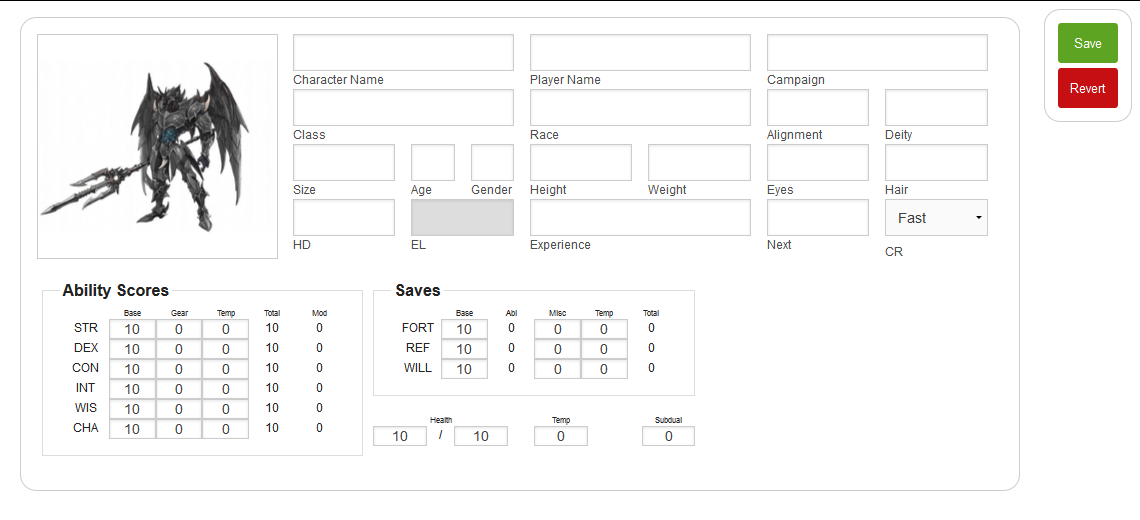 Save
Revert
Character Name Player Name Campaign
Class Race Alignment Deity
Size Age Gender Height Weight Eyes Hair
Fast
HD EL Experience Next CR
Ability Scores
Base Gear Temp Total Mod
STR 10 0 0 10 0
DEX 10 0 0 10 0
CON 10 0 0 10 0
INT 10 0 0 10 0
WIS 10 0 0 10 0
CHA 10 0 0 10 0
Saves
Base Abl Misc Temp Total
FORT 10 0 0 0 0
REF 10 0 0 0 0
WILL 10 0 0 0 0
Health Temp Subdual
10 / 10 0 0